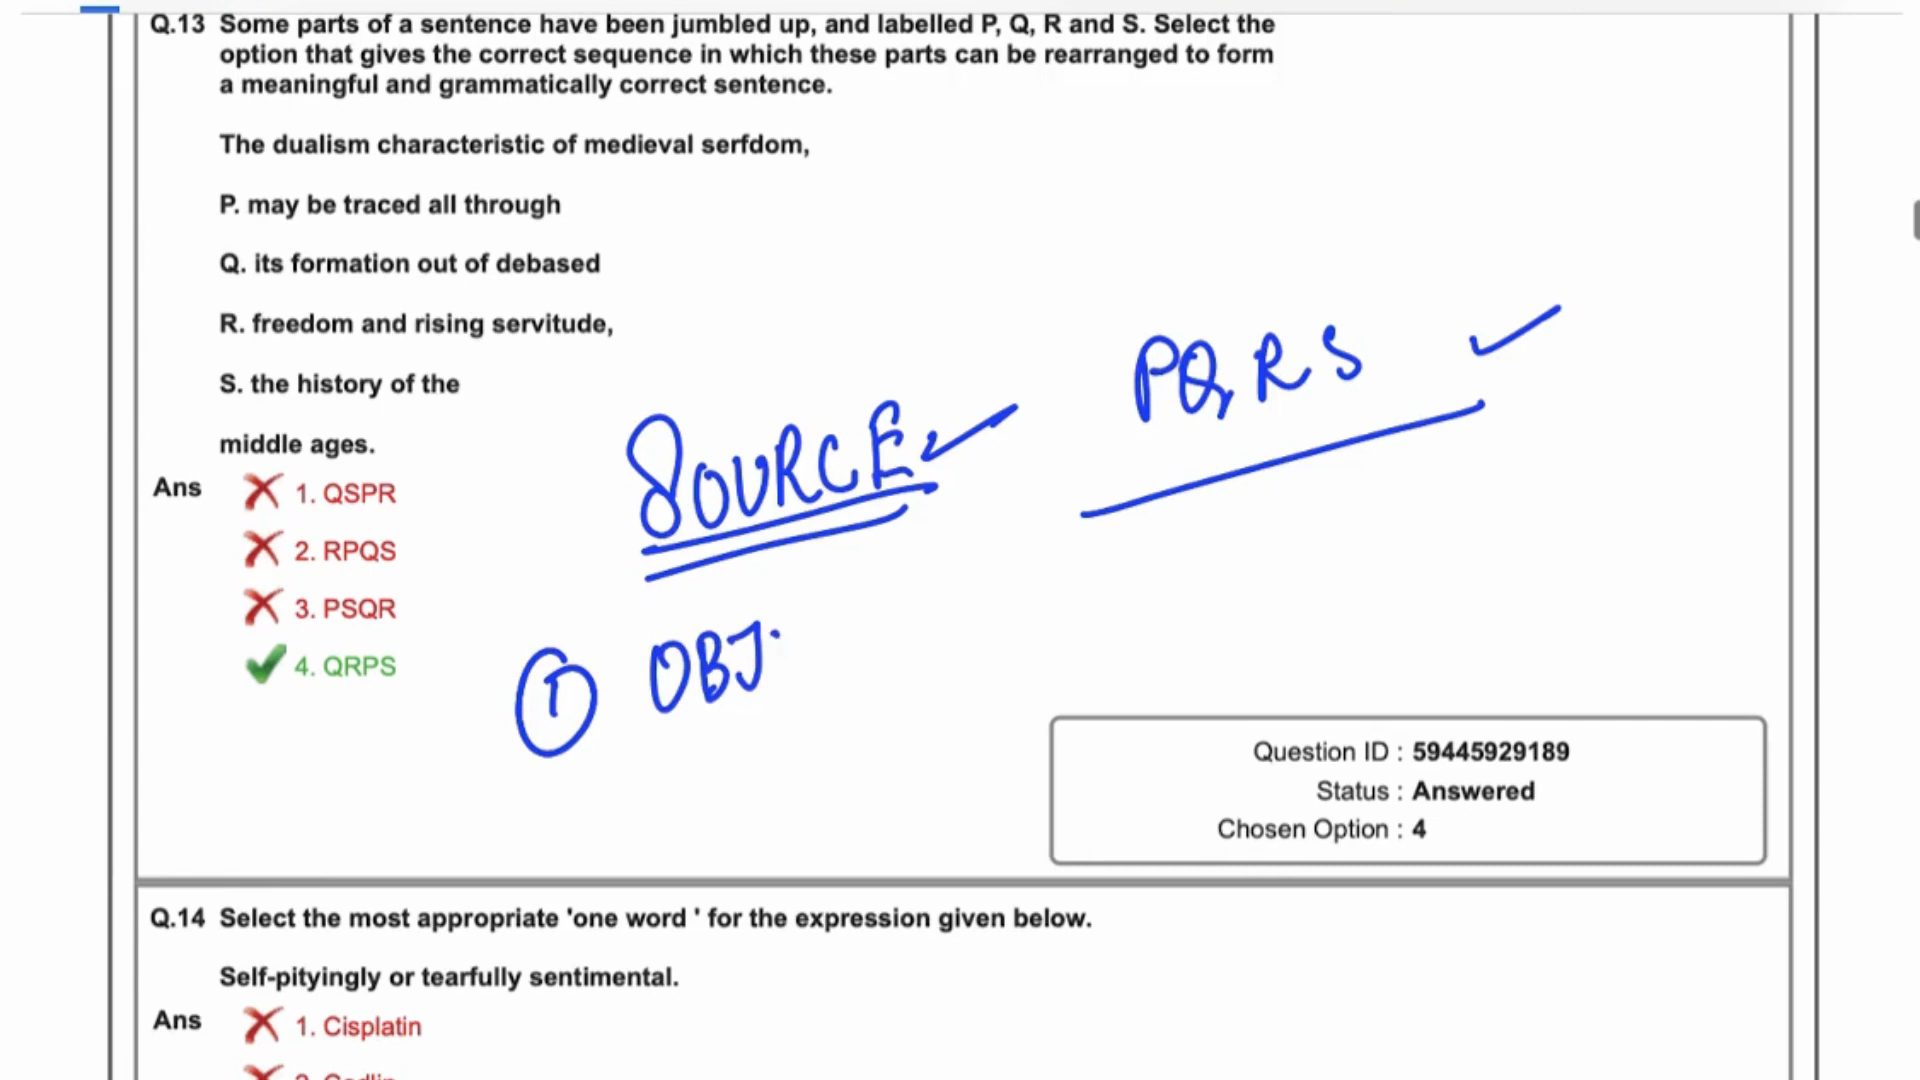 Q.13 Some parts of a sentence have been jumbled up, and labelled P, Q, R and S. Select the
option that gives the correct sequence in which these parts can be rearranged to form
a meaningful and grammatically correct sentence.
The dualism characteristic of medieval serfdom,
P. may be traced all through
Q. its formation out of debased
R. freedom and rising servitude,
S. the history of the
middle ages.
PQRS
SOURCE
Ans 1. QSPR
2. RPQS
3. PSQR
4. QRPS
1 OBJ.
Question ID : 59445929189
Status : Answered
Chosen Option : 4
Q.14 Select the most appropriate 'one word ' for the expression given below.
Self-pityingly or tearfully sentimental.
Ans 1. Cisplatin